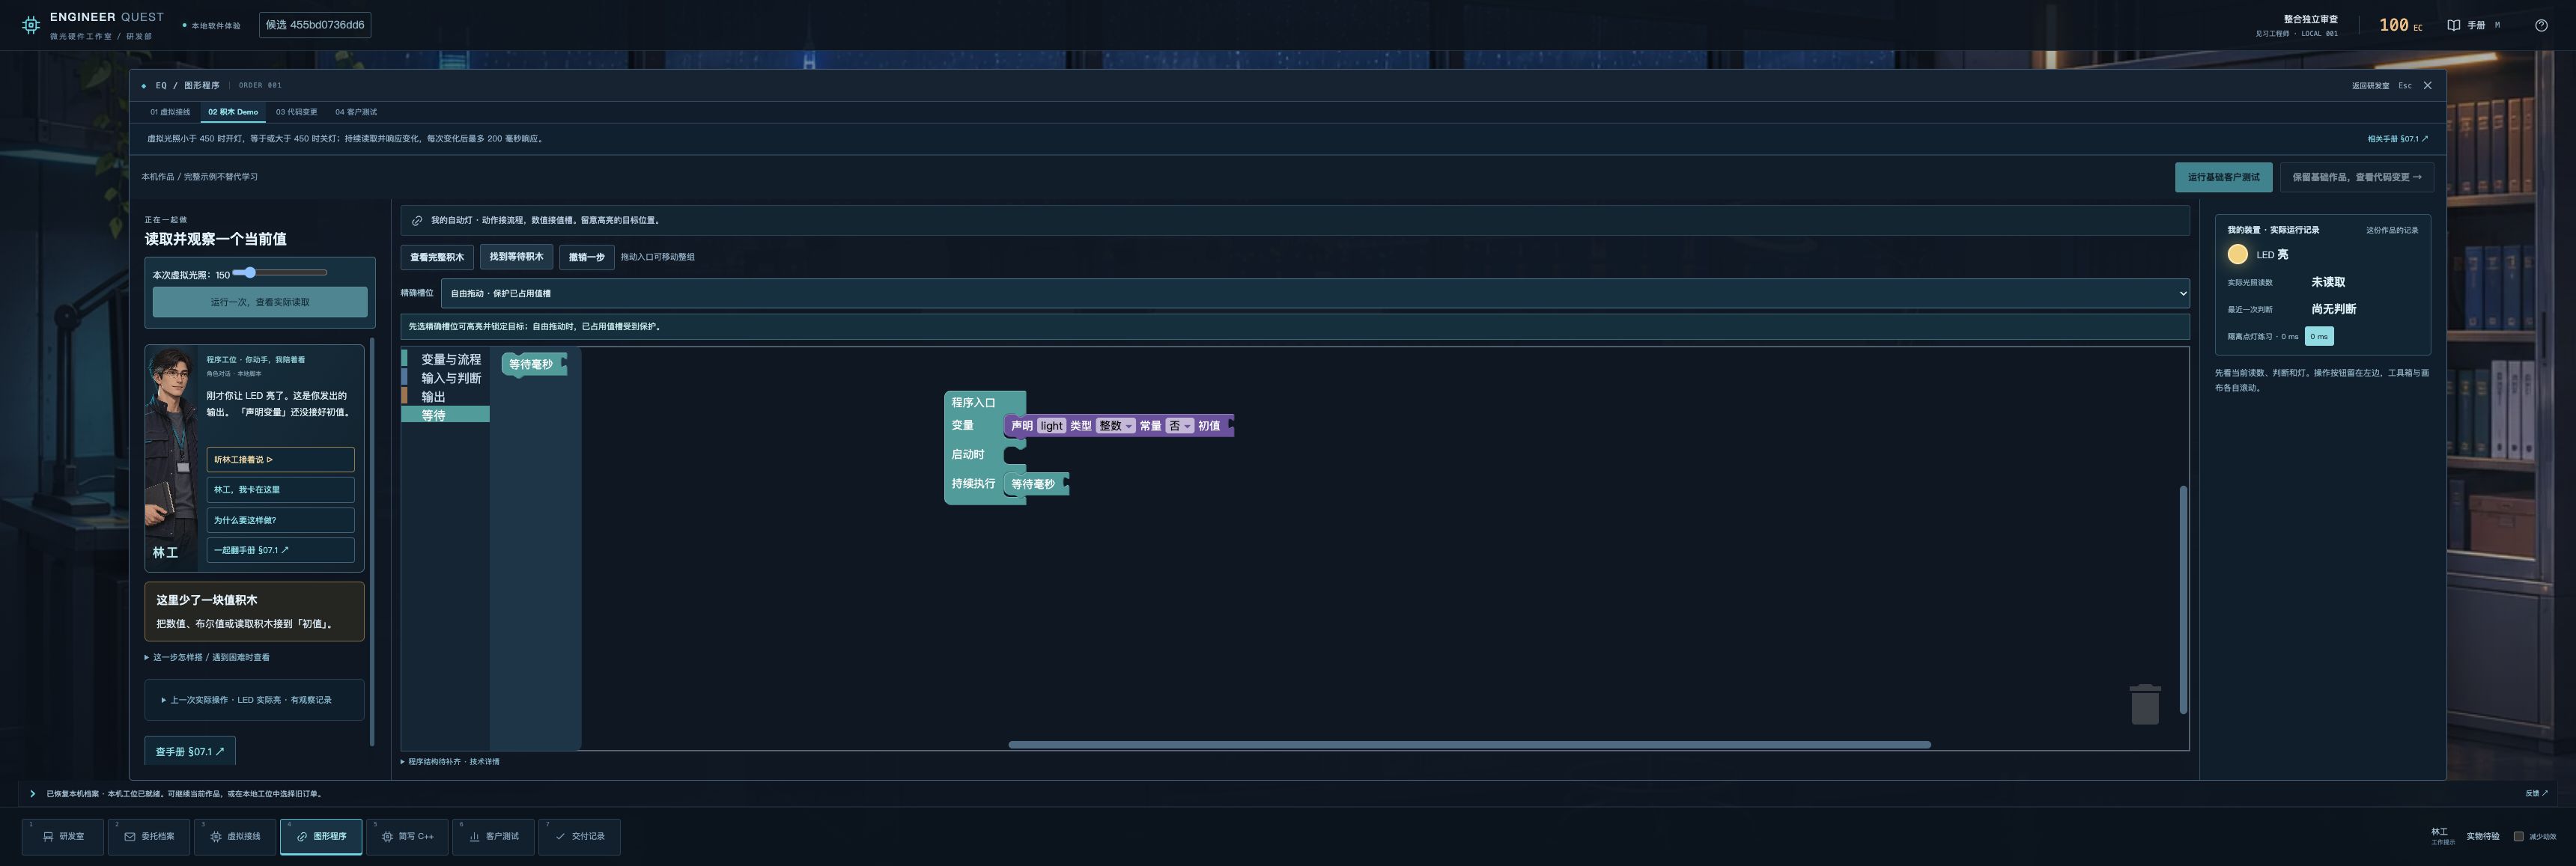 ENGINEER QUEST
微光硬件工作室 / 研发部
本地软件体验
候选 455bd0736dd6
整合独立审查
见习工程师 · LOCAL 001
100 EC
手册 M
EQ / 图形程序 ORDER 001
返回研发室 Esc
01 虚拟接线 02 积木 Demo 03 代码变更 04 客户测试
虚拟光照小于 450 时开灯，等于或大于 450 时关灯；持续读取并响应变化，每次变化后最多 200 毫秒响应。
相关手册 §07.1 ↗
本机作品 / 完整示例不替代学习
运行基础客户测试
保留基础作品，查看代码变更 →
正在一起做
读取并观察一个当前值
本次虚拟光照：150
运行一次，查看实际读取
程序工位 · 你动手，我陪着看
角色对话 · 本地脚本
刚才你让 LED 亮了。这是你发出的
输出。「声明变量」还没接好初值。
听林工接着说 ▷
林工，我卡在这里
为什么要这样做？
一起翻手册 §07.1 ↗
林工
这里少了一块值积木
把数值、布尔值或读取积木接到「初值」。
这一步怎样搭 / 遇到困难时查看
上一次实际操作 · LED 实际亮 · 有观察记录
查手册 §07.1 ↗
我的自动灯 · 动作接流程，数值接值槽。留意高亮的目标位置。
查看完整积木 找到等待积木 撤销一步 拖动入口可移动整组
精确槽位 自由拖动 · 保护已占用值槽
先选精确槽位可高亮并锁定目标；自由拖动时，已占用值槽受到保护。
变量与流程
输入与判断
输出
等待
等待毫秒
程序入口
变量 声明 light 类型 整数 常量 否 初值
启动时
持续执行 等待毫秒
程序结构待补齐 · 技术详情
我的装置 · 实际运行记录 这份作品的记录
LED 亮
实际光照读数 未读取
最近一次判断 尚无判断
隔离点灯练习 · 0 ms 0 ms
先看当前读数、判断和灯。操作按钮留在左边，工具箱与画
布各自滚动。
已恢复本机档案 · 本机工位已就绪。可继续当前作品，或在本地工位中选择旧订单。
反馈 ↗
1 研发室
2 委托档案
3 虚拟接线
4 图形程序
5 简写 C++
6 客户测试
7 交付记录
林工
工作提示
实物待验
减少动效